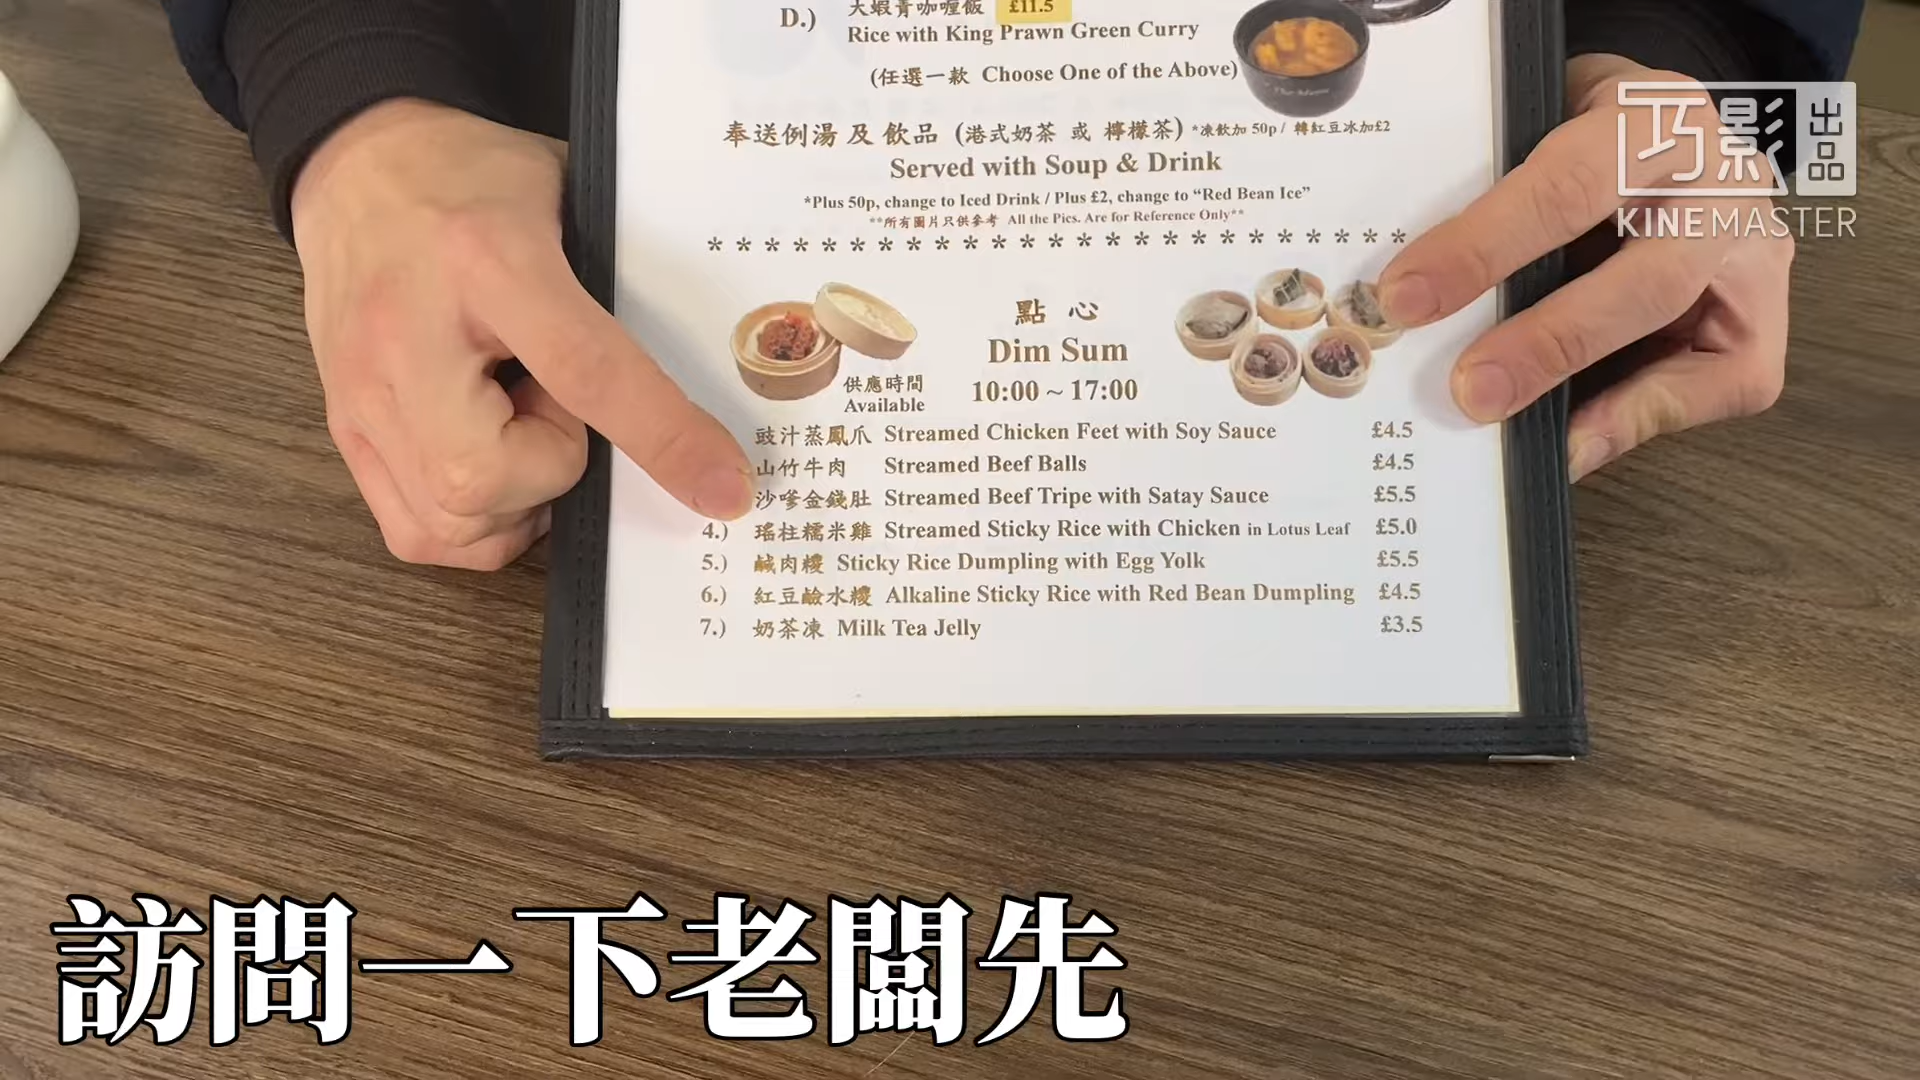 D.) 大蝦青咖喱飯 £11.5
Rice with King Prawn Green Curry
(任選一款 Choose One of the Above)
奉送例湯及飲品 (港式奶茶 或 檸檬茶) *凍飲加 50p / 轉紅豆冰加£2
Served with Soup & Drink
*Plus 50p, change to Iced Drink / Plus £2, change to “Red Bean Ice”
**所有圖片只供參考 All the Pics. Are for Reference Only**
* * * * * * * * * * * * * * * * * * * * * * * * *
點 心
Dim Sum
供應時間
Available 10:00 ~ 17:00
豉汁蒸鳳爪 Streamed Chicken Feet with Soy Sauce £4.5
山竹牛肉 Streamed Beef Balls £4.5
沙嗲金錢肚 Streamed Beef Tripe with Satay Sauce £5.5
4.) 瑤柱糯米雞 Streamed Sticky Rice with Chicken in Lotus Leaf £5.0
5.) 鹹肉糭 Sticky Rice Dumpling with Egg Yolk £5.5
6.) 紅豆鹼水糭 Alkaline Sticky Rice with Red Bean Dumpling £4.5
7.) 奶茶凍 Milk Tea Jelly £3.5
巧影出品
KINEMASTER
訪問一下老闆先